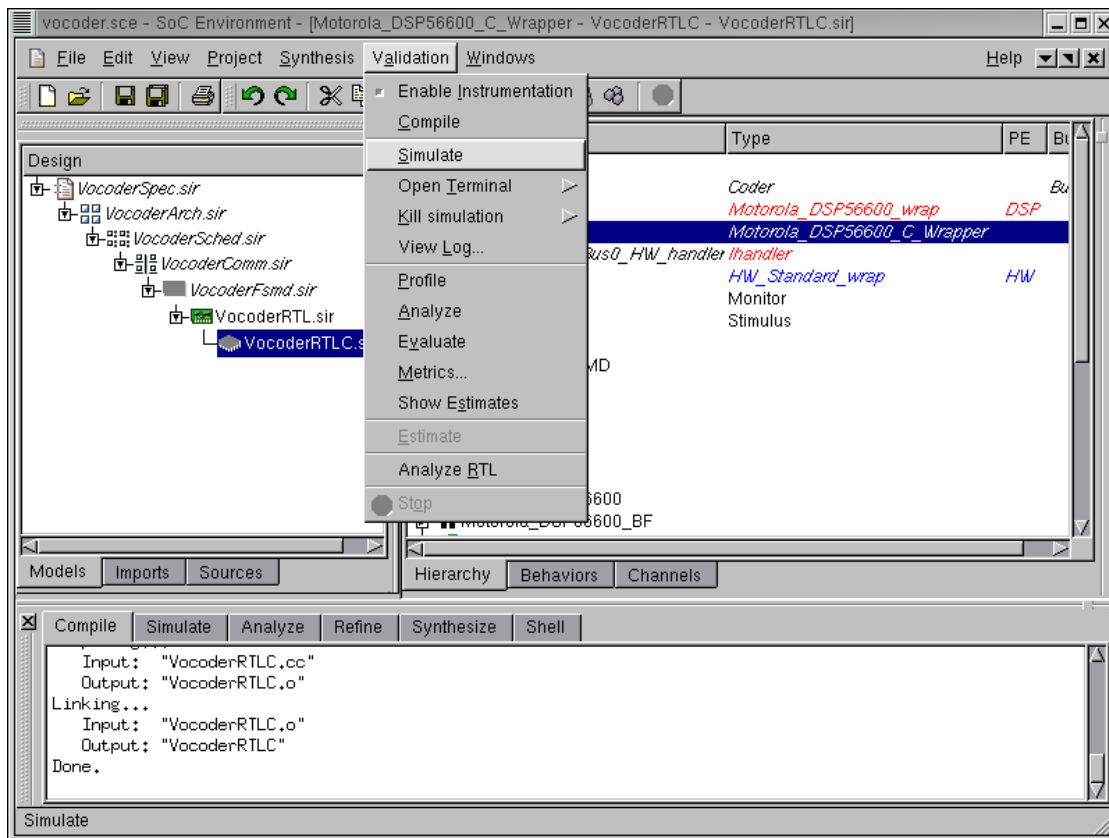 vocoder.sce - SoC Environment - [Motorola_DSP56600_C_Wrapper - VocoderRTLC - VocoderRTLC.sir]
File Edit View Project Synthesis Validation Windows Help
Enable Instrumentation
Compile
Simulate
Open Terminal
Kill simulation
View Log...
Profile
Analyze
Evaluate
Metrics...
Show Estimates
Estimate
Analyze RTL
Stop
Design
VocoderSpec.sir
VocoderArch.sir
VocoderSched.sir
VocoderComm.sir
VocoderFsmd.sir
VocoderRTL.sir
VocoderRTLC.s
Models Imports Sources
Type PE Bu
Coder Bu
Motorola_DSP56600_wrap DSP
Motorola_DSP56600_C_Wrapper
Bus0_HW_handler Ihandler
HW_Standard_wrap HW
Monitor
Stimulus
MD
6600
Motorola_DSP56600_BF
Hierarchy Behaviors Channels
Compile Simulate Analyze Refine Synthesize Shell
Input: "VocoderRTLC.cc"
Output: "VocoderRTLC.o"
Linking...
Input: "VocoderRTLC.o"
Output: "VocoderRTLC"
Done.
Simulate